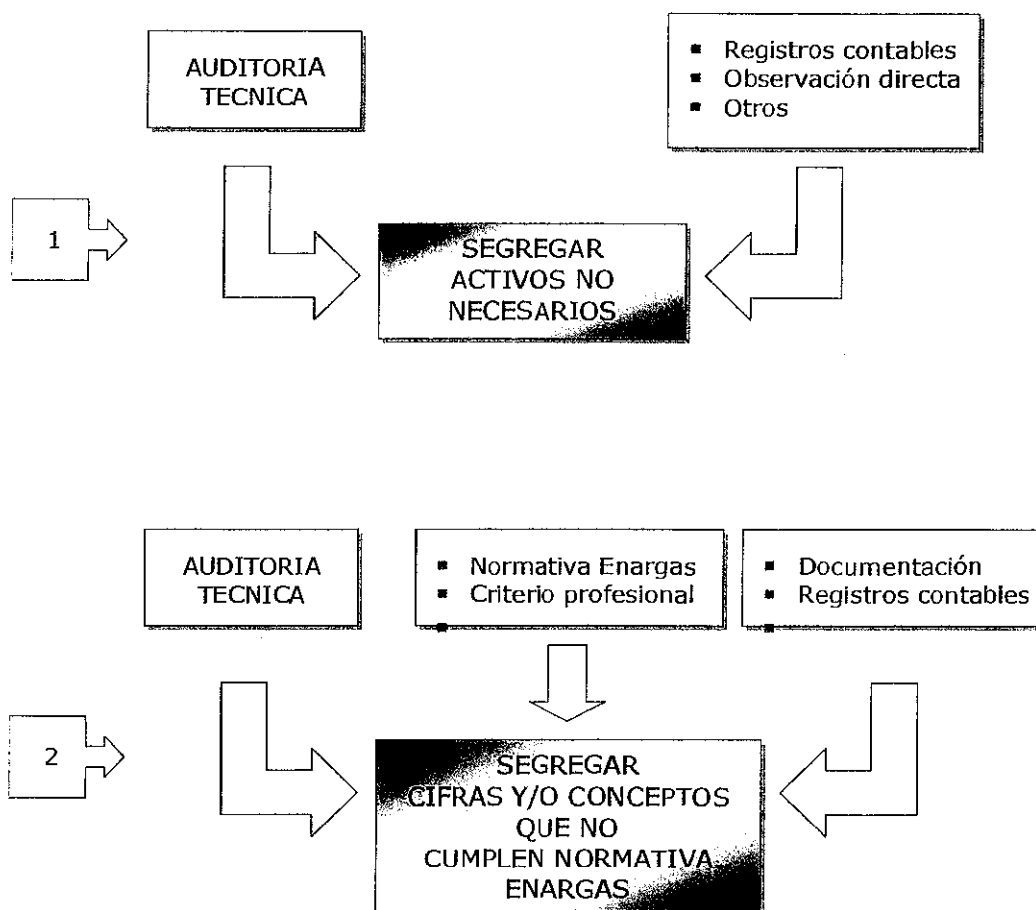 AUDITORIA
TECNICA
▪ Registros contables
▪ Observación directa
▪ Otros
1
SEGREGAR
ACTIVOS NO
NECESARIOS
AUDITORIA
TECNICA
▪ Normativa Enargas
▪ Criterio profesional
▪
▪ Documentación
▪ Registros contables
▪
2
SEGREGAR
CIFRAS Y/O CONCEPTOS
QUE NO
CUMPLEN NORMATIVA
ENARGAS